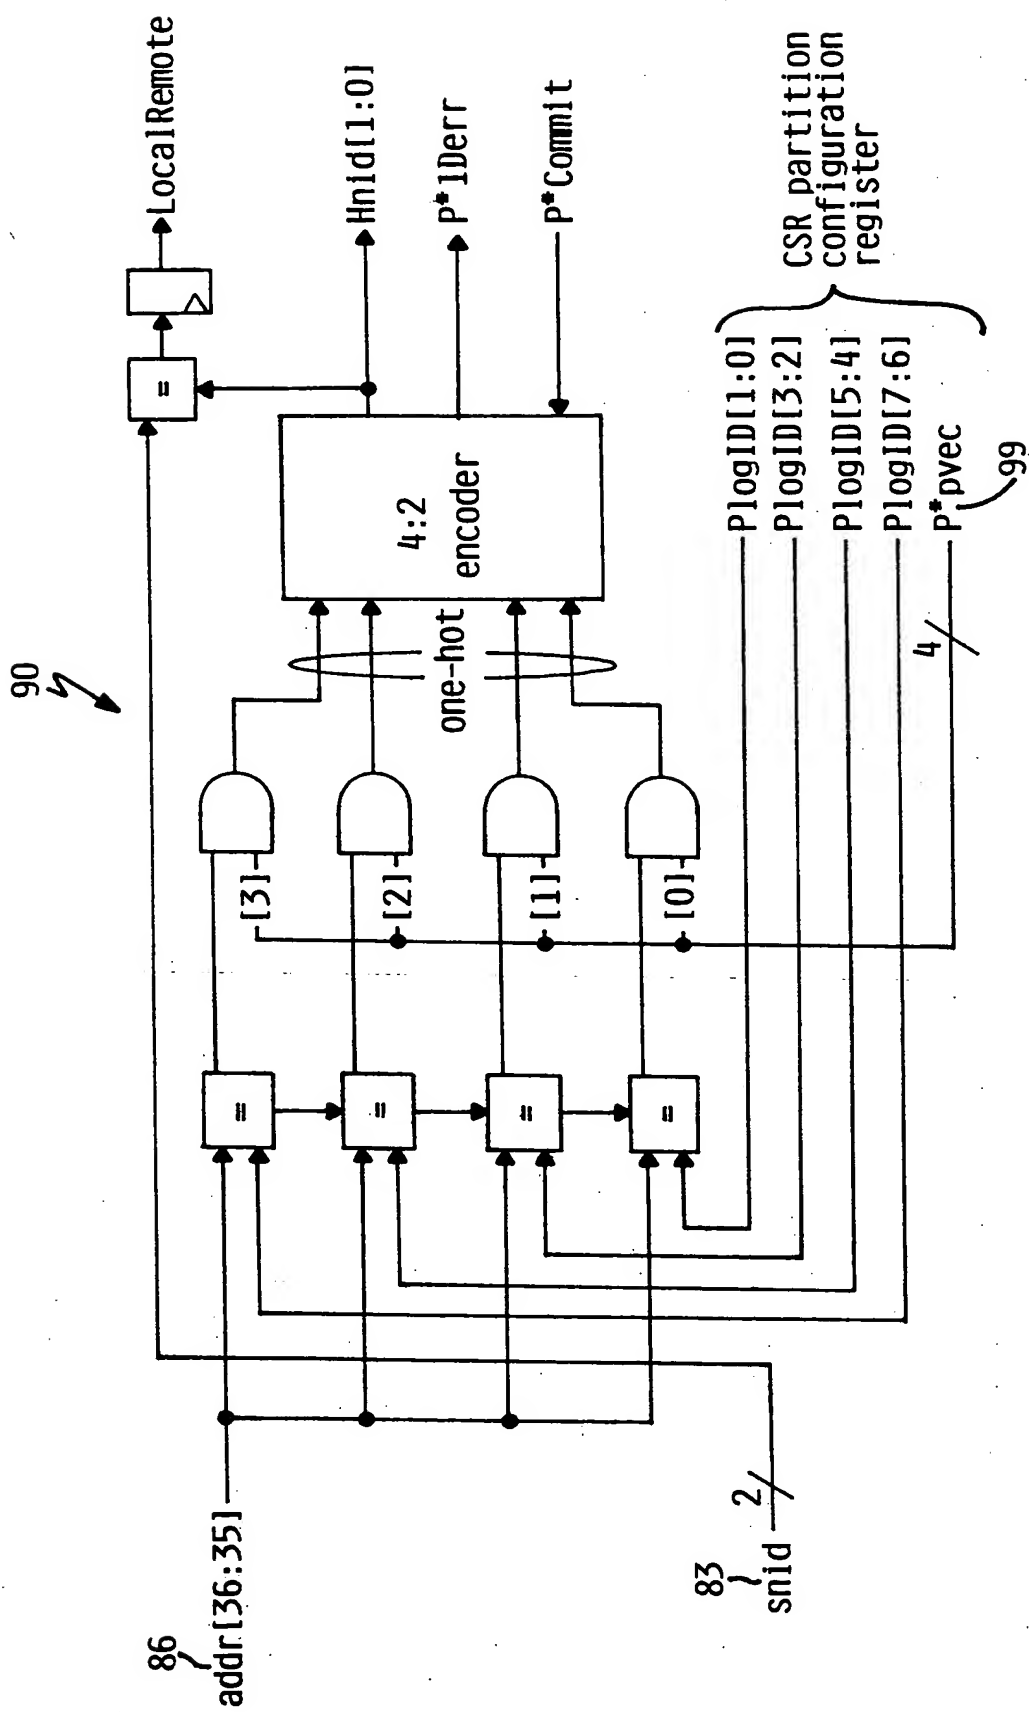 90
LocalRemote
=
Hnid[1:0]
P*1Derr
P*Commit
4:2
encoder
one-hot
[3]
[2]
[1]
[0]
=
=
=
=
86
addr[36:35]
83
snid
2
PlogID[1:0]
PlogID[3:2]
PlogID[5:4]
PlogID[7:6]
P*pvec
4
99
CSR partition
configuration
register